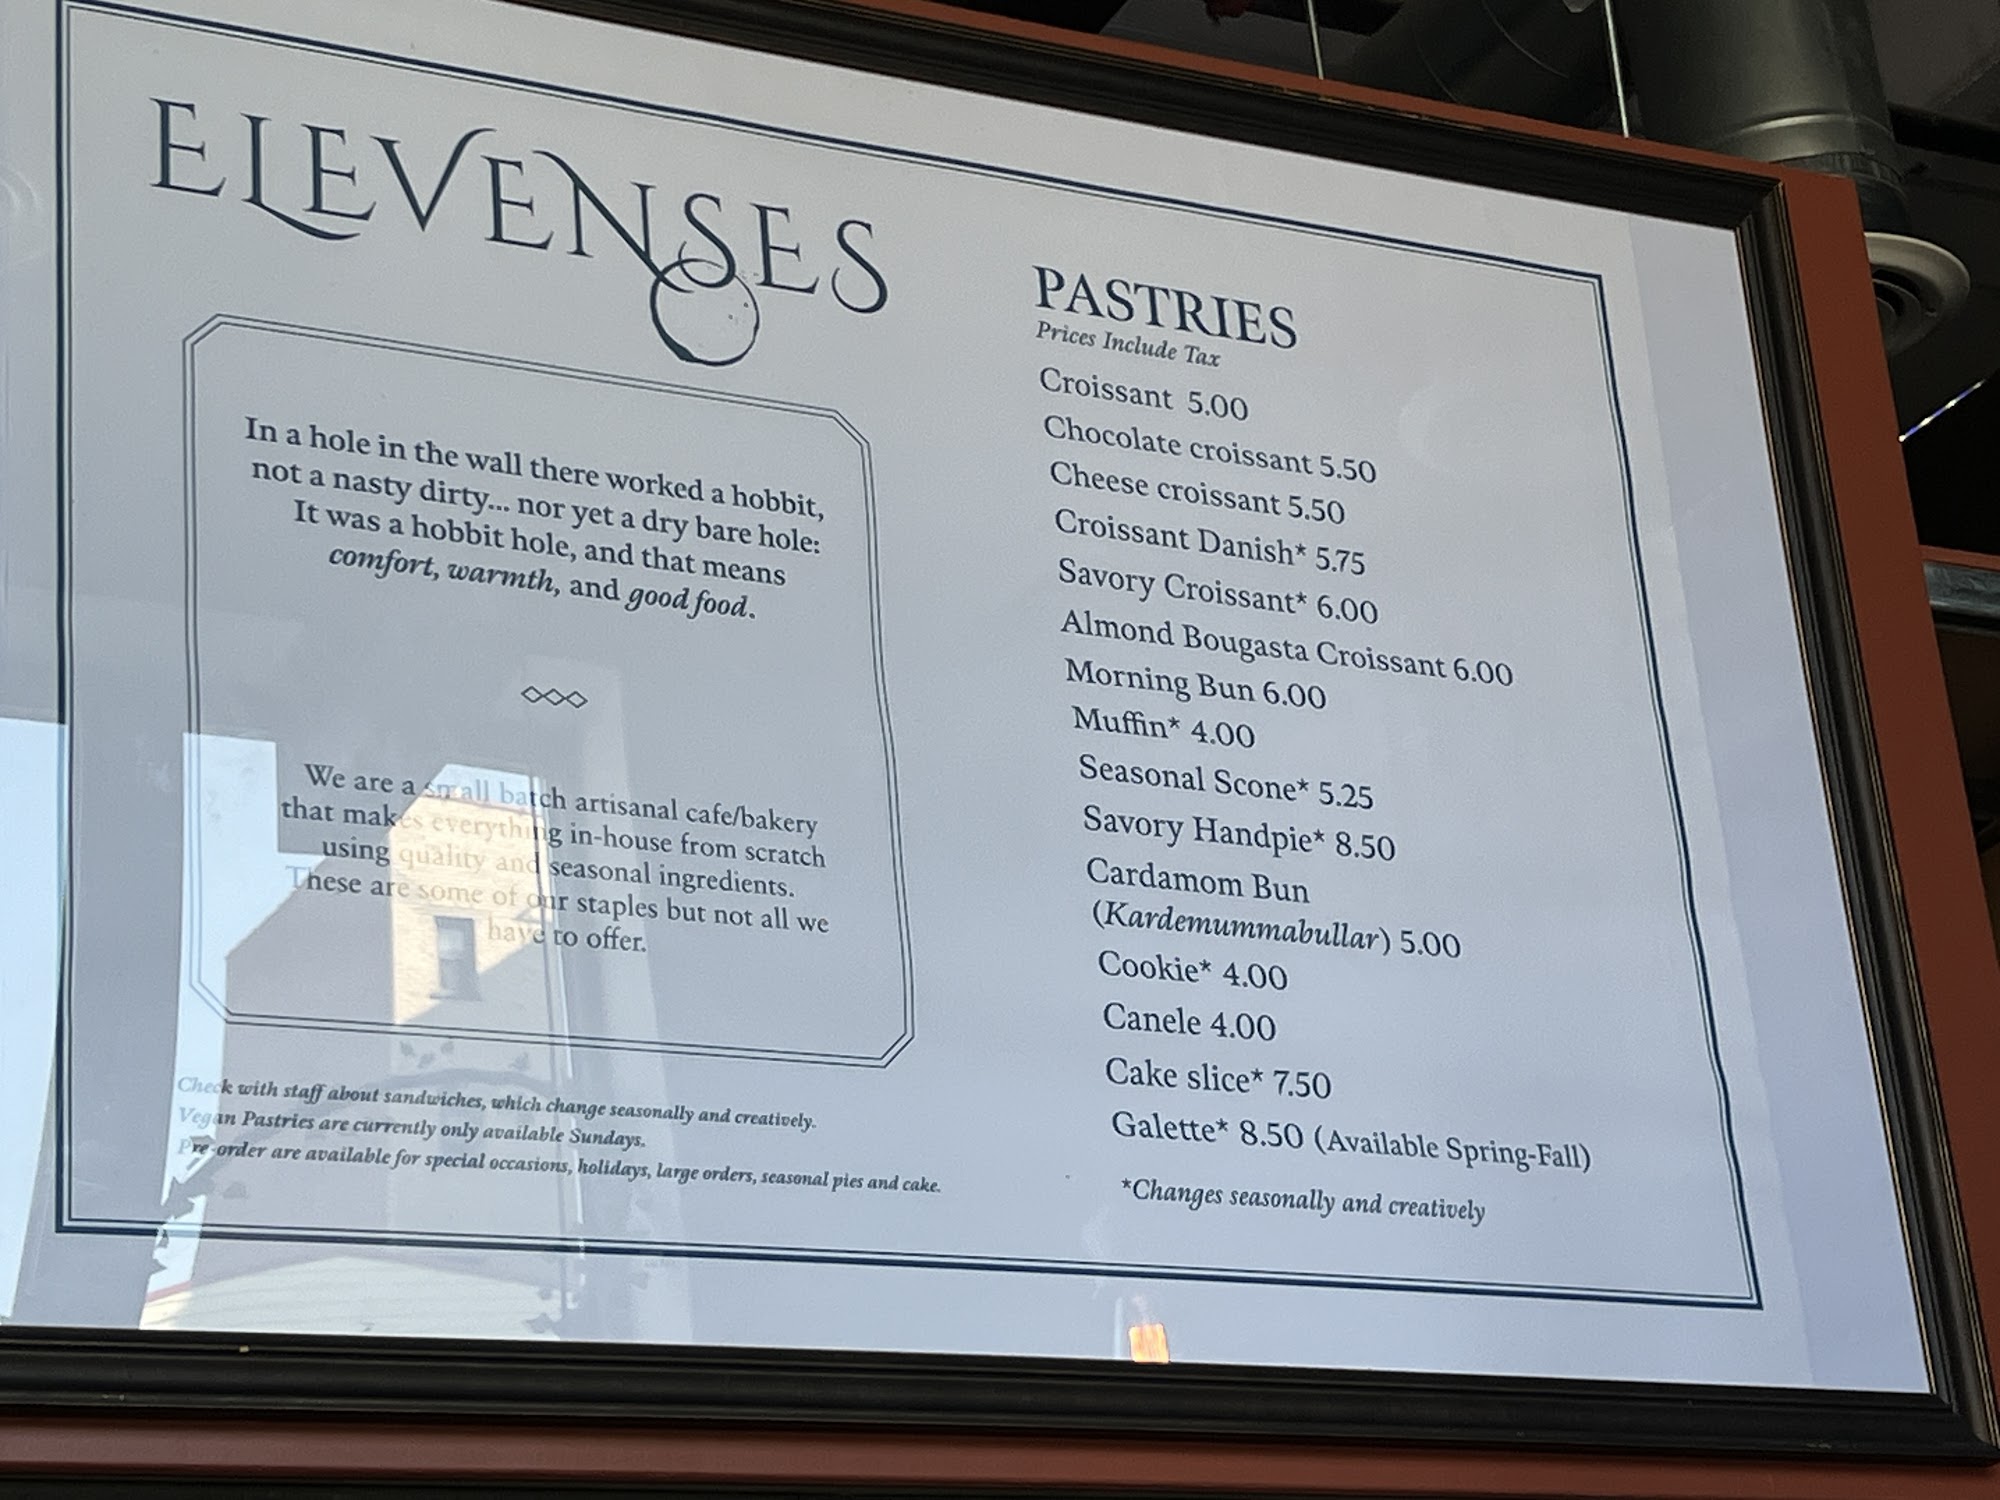 ELEVENSES
In a hole in the wall there worked a hobbit,
not a nasty dirty... nor yet a dry bare hole:
It was a hobbit hole, and that means
comfort, warmth, and good food.
We are a small batch artisanal cafe/bakery
that makes everything in-house from scratch
using quality and seasonal ingredients.
These are some of our staples but not all we
have to offer.
Check with staff about sandwiches, which change seasonally and creatively.
Vegan Pastries are currently only available Sundays.
Pre-order are available for special occasions, holidays, large orders, seasonal pies and cake.
PASTRIES
Prices Include Tax
Croissant 5.00
Chocolate croissant 5.50
Cheese croissant 5.50
Croissant Danish* 5.75
Savory Croissant* 6.00
Almond Bougasta Croissant 6.00
Morning Bun 6.00
Muffin* 4.00
Seasonal Scone* 5.25
Savory Handpie* 8.50
Cardamom Bun
(Kardemummabullar) 5.00
Cookie* 4.00
Canele 4.00
Cake slice* 7.50
Galette* 8.50 (Available Spring-Fall)
*Changes seasonally and creatively